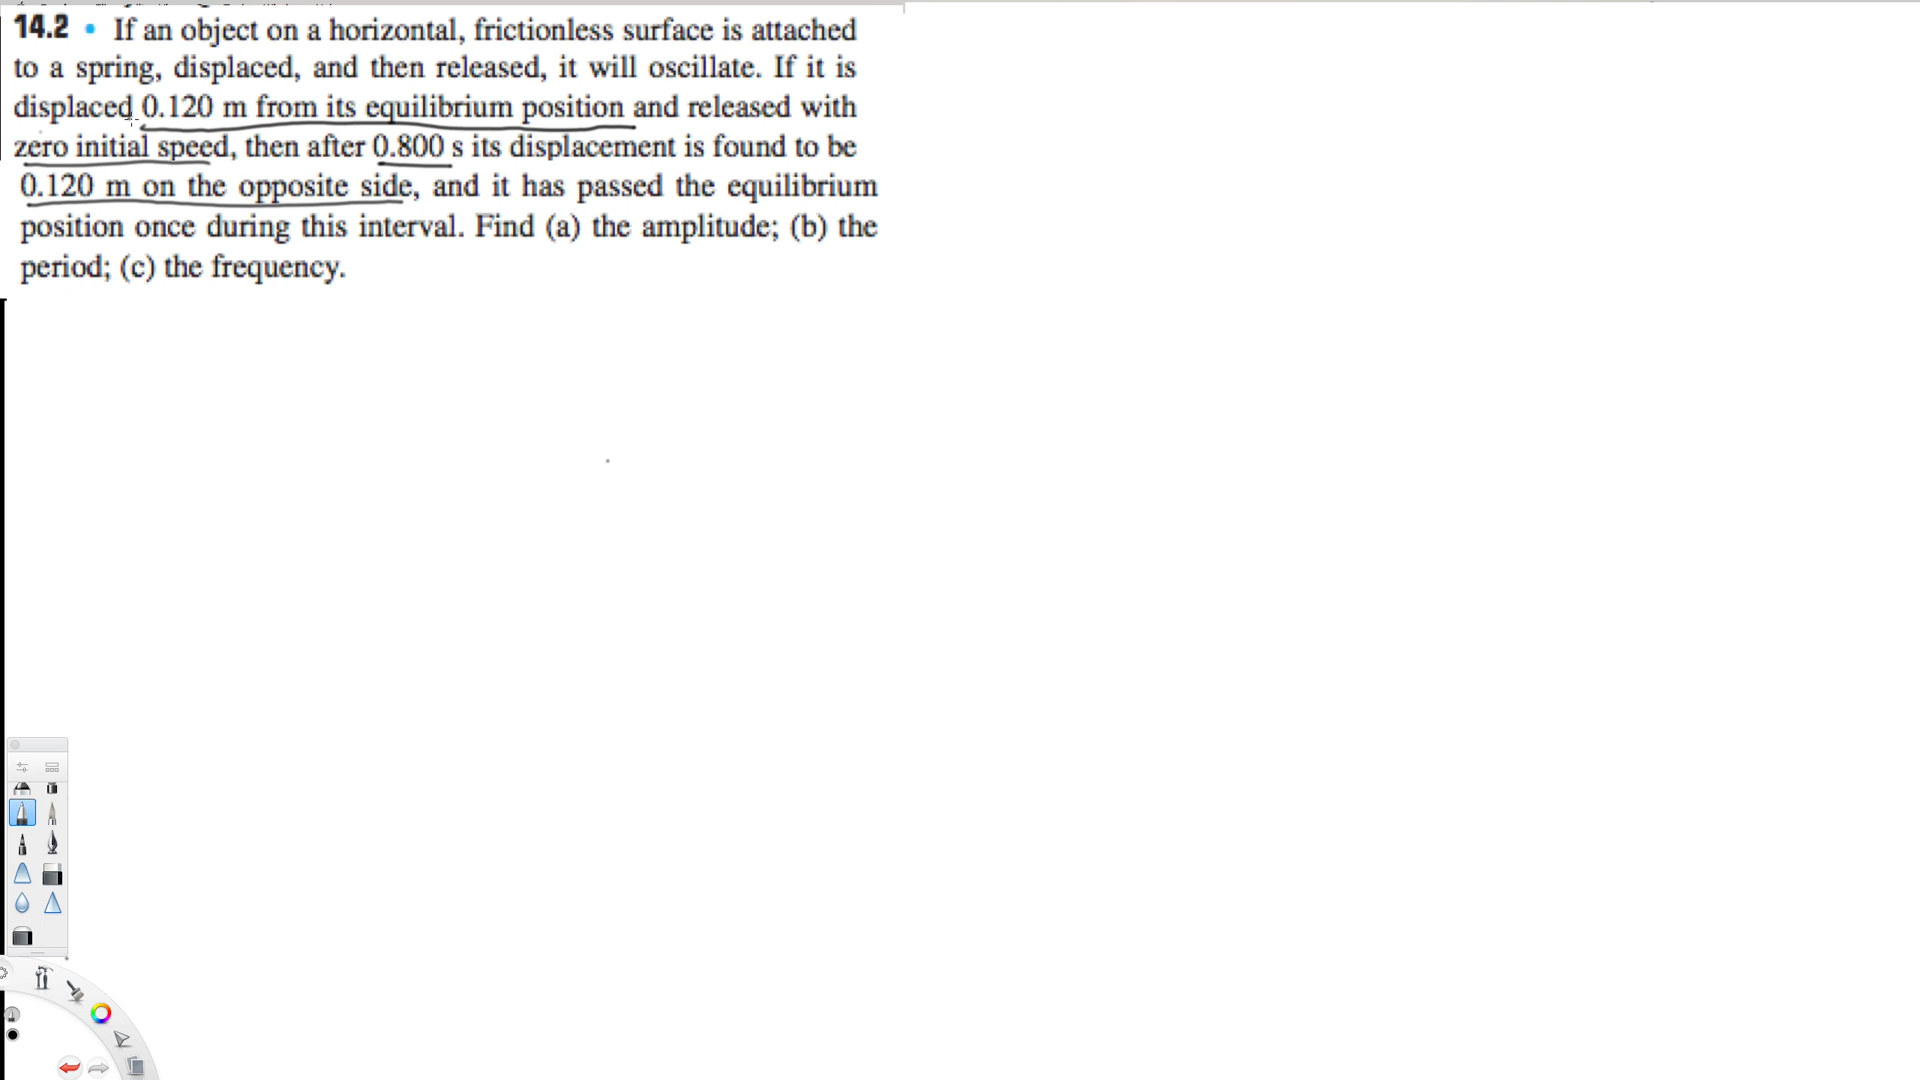 14.2 • If an object on a horizontal, frictionless surface is attached
to a spring, displaced, and then released, it will oscillate. If it is
displaced 0.120 m from its equilibrium position and released with
zero initial speed, then after 0.800 s its displacement is found to be
0.120 m on the opposite side, and it has passed the equilibrium
position once during this interval. Find (a) the amplitude; (b) the
period; (c) the frequency.